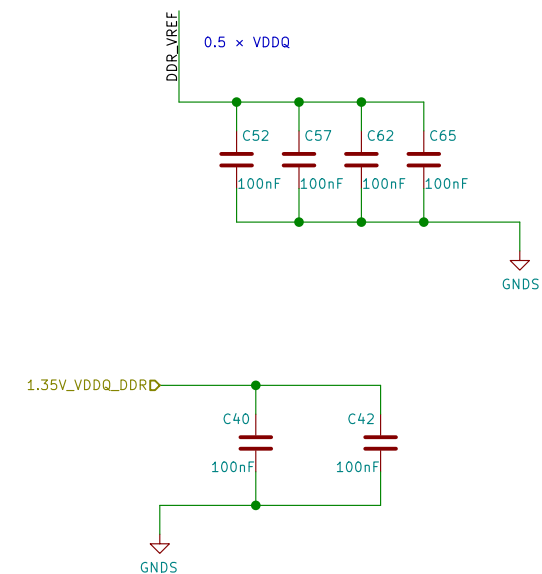 DDR_VREF
0.5 × VDDQ
C52
C57
C62
C65
100nF
100nF
100nF
100nF
GNDS
1.35V_VDDQ_DDR
C40
C42
100nF
100nF
GNDS